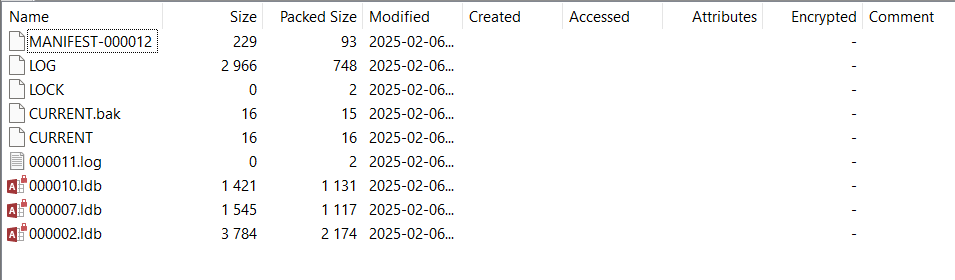 Name Size Packed Size Modified Created Accessed Attributes Encrypted Comment
MANIFEST-000012 229 93 2025-02-06... -
LOG 2 966 748 2025-02-06... -
LOCK 0 2 2025-02-06... -
CURRENT.bak 16 15 2025-02-06... -
CURRENT 16 16 2025-02-06... -
000011.log 0 2 2025-02-06... -
000010.ldb 1 421 1 131 2025-02-06... -
000007.ldb 1 545 1 117 2025-02-06... -
000002.ldb 3 784 2 174 2025-02-06... -